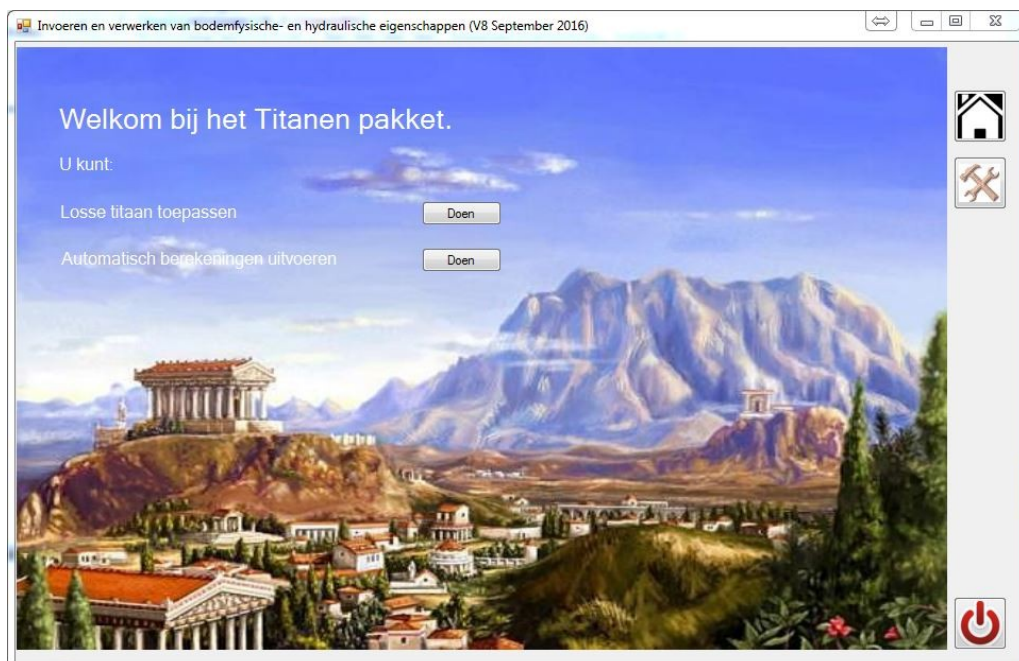 Invoeren en verwerken van bodemfysische- en hydraulische eigenschappen (V8 September 2016)
Welkom bij het Titanen pakket.
U kunt:
Losse titaan toepassen Doen
Automatisch berekeningen uitvoeren Doen